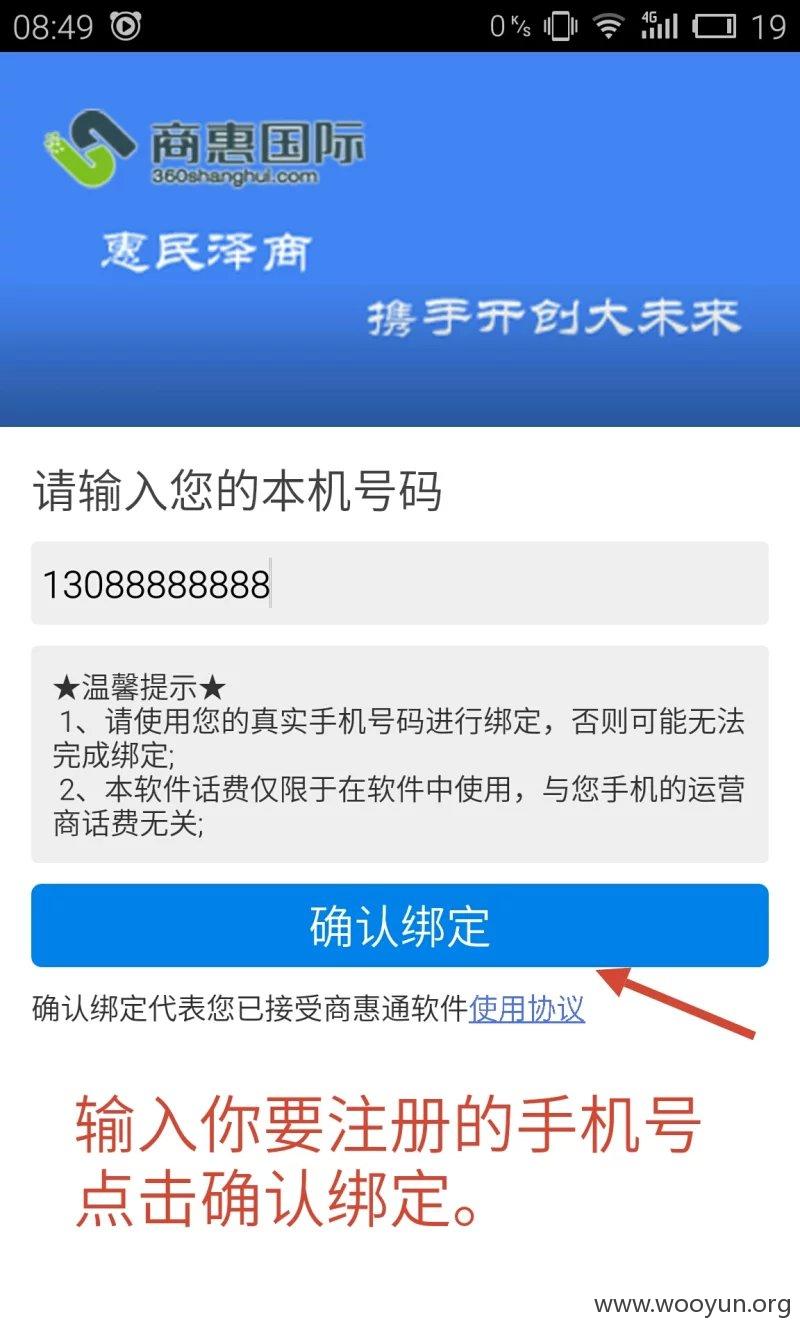 08:49
0 K/s 4G 19
商惠国际
360shanghui.com
惠民泽商
携手开创大未来
请输入您的本机号码
13088888888
★温馨提示★
1、请使用您的真实手机号码进行绑定，否则可能无法
完成绑定;
2、本软件话费仅限于在软件中使用，与您手机的运营
商话费无关;
确认绑定
确认绑定代表您已接受商惠通软件使用协议
输入你要注册的手机号
点击确认绑定。
www.wooyun.org